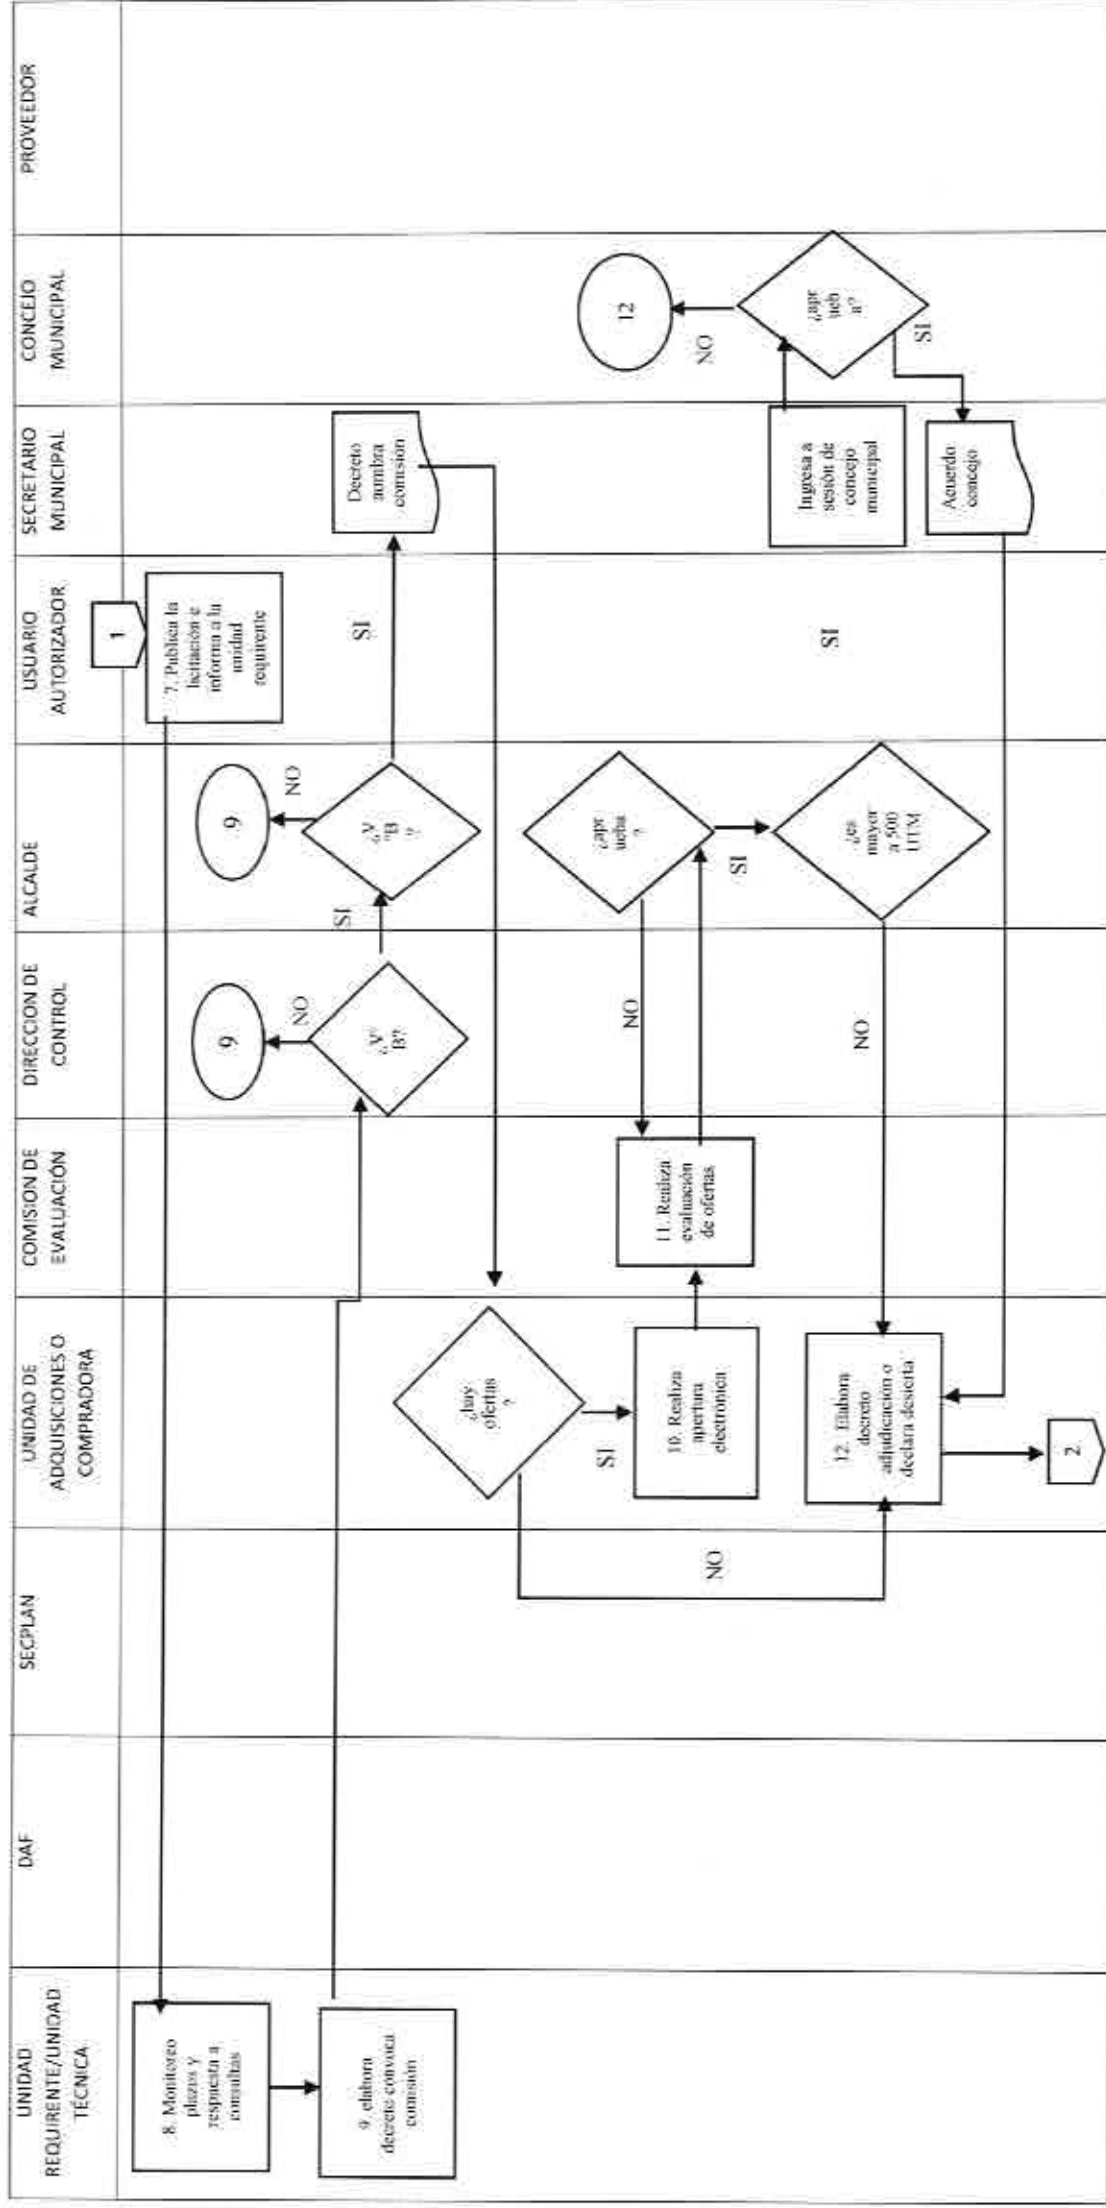 UNIDAD
REQUIRENTE/UNIDAD
TÉCNICA
DAF
SECPLAN
UNIDAD DE
ADQUISICIONES O
COMPRADORA
COMISION DE
EVALUACIÓN
DIRECCION DE
CONTROL
ALCALDE
USUARIO
AUTORIZADOR
SECRETARIO
MUNICIPAL
CONCEJO
MUNICIPAL
PROVEEDOR
1
7. Publica la
licitación e
informa a la
unidad
requirente
8. Monitoreo
plazos y
respuesta a
consultas
9. elabora
decreto convoca
comisión
9
NO
¿V°
B?
SI
9
NO
¿V
°B
?
SI
Decreto
nombra
comisión
¿hay
ofertas
?
SI
NO
10. Realiza
apertura
electrónica
11. Realiza
evaluación
de ofertas
NO
¿apr
ueba
?
SI
¿es
mayor
a 500
UTM
SI
NO
Ingresa a
sesión de
concejo
municipal
12
NO
¿apr
ueb
a?
SI
Acuerdo
concejo
12. Elabora
decreto
adjudicación o
declara desierta
2